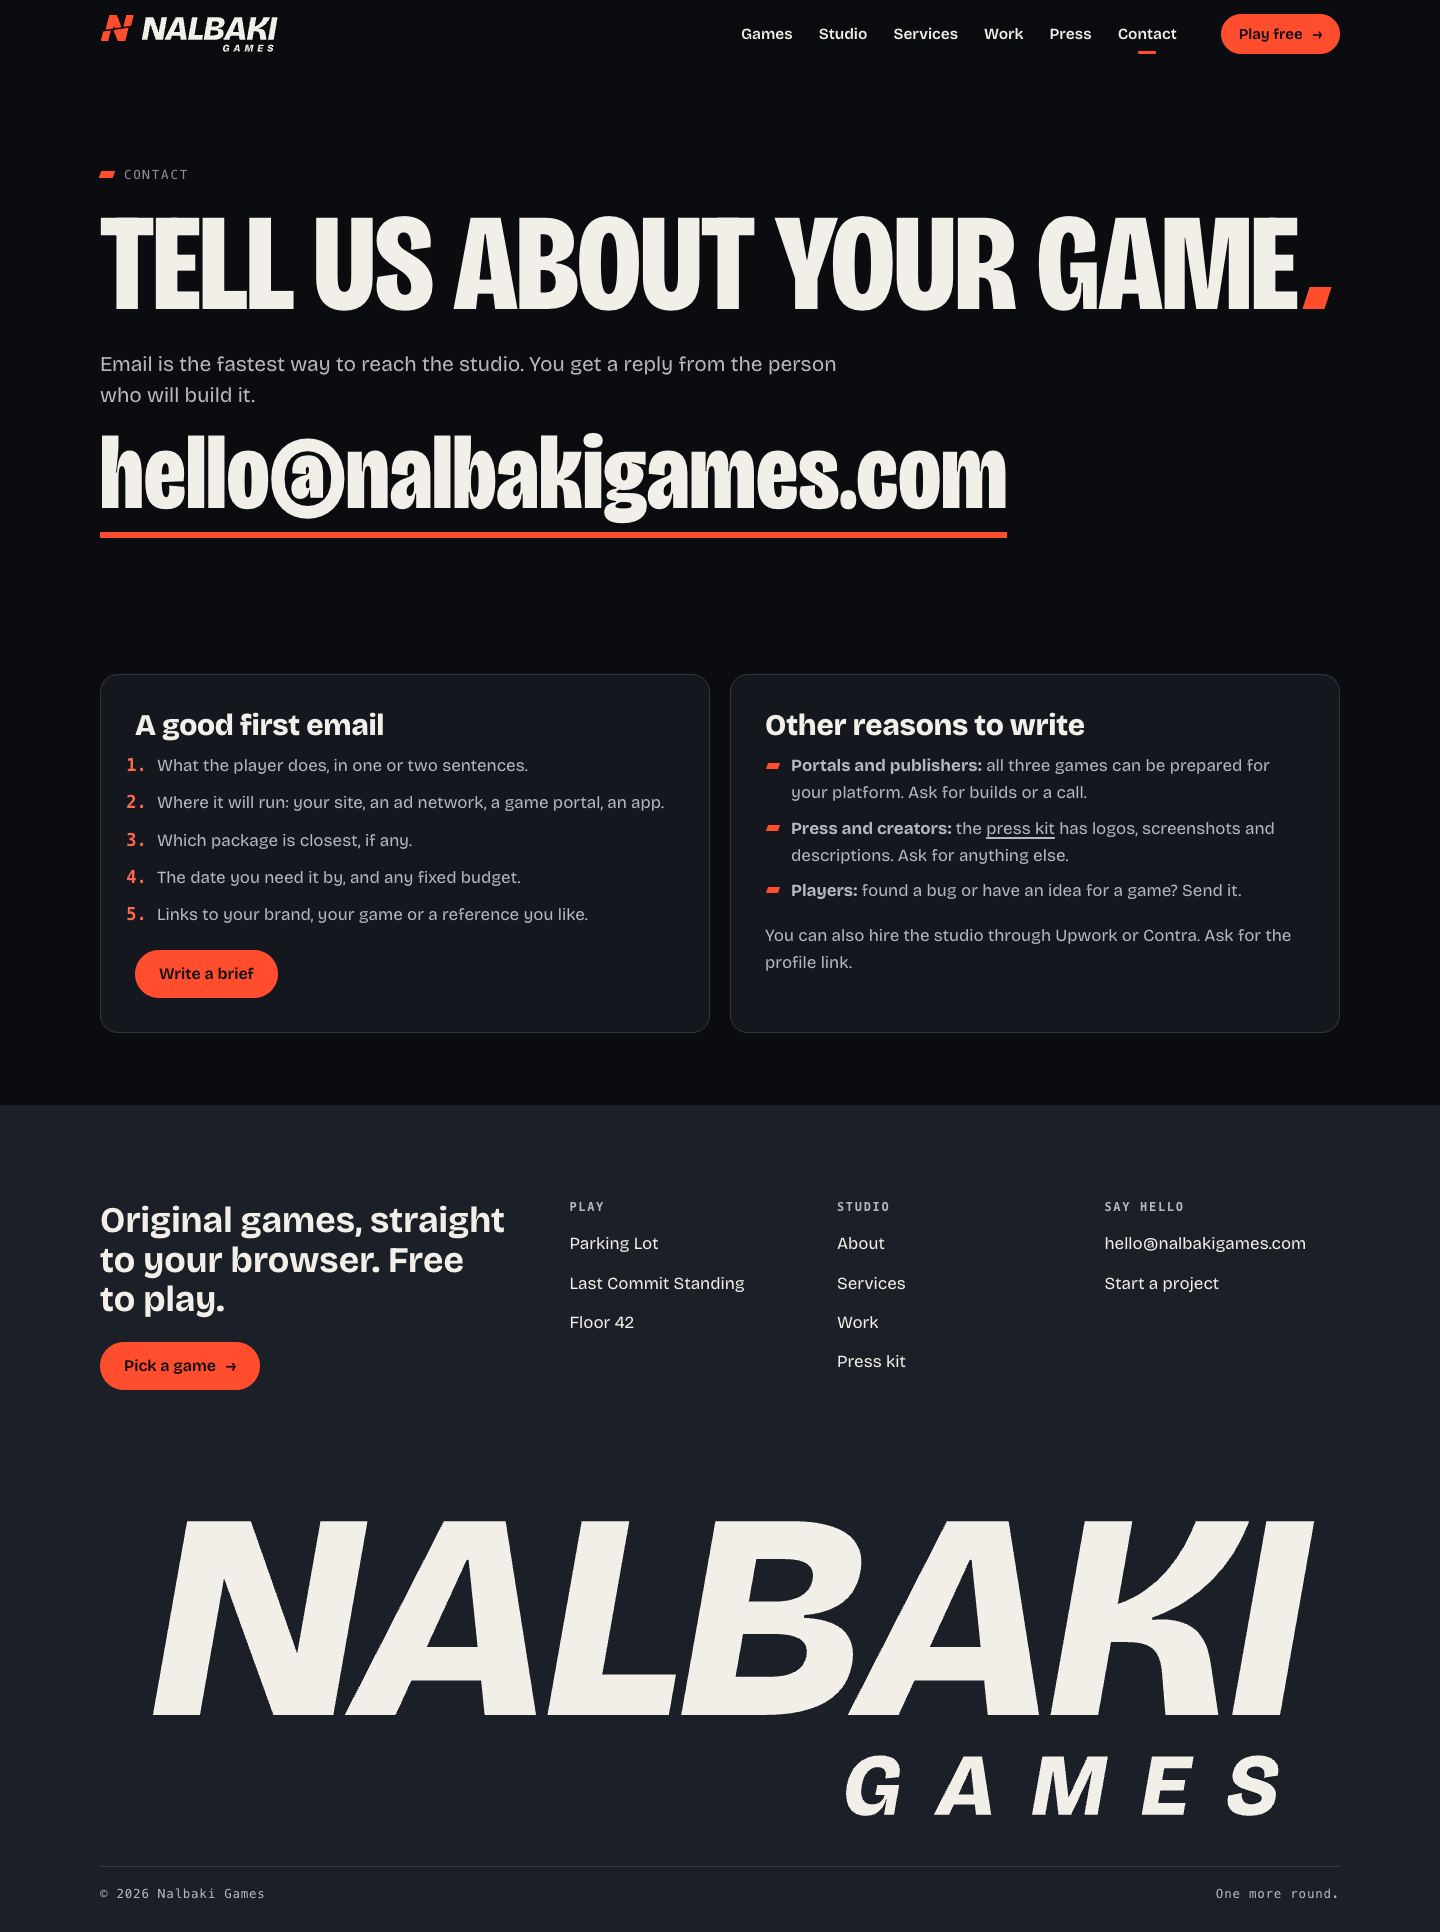 NALBAKI
GAMES
Games Studio Services Work Press Contact Play free →
CONTACT
TELL US ABOUT YOUR GAME.
Email is the fastest way to reach the studio. You get a reply from the person
who will build it.
hello@nalbakigames.com
A good first email
1. What the player does, in one or two sentences.
2. Where it will run: your site, an ad network, a game portal, an app.
3. Which package is closest, if any.
4. The date you need it by, and any fixed budget.
5. Links to your brand, your game or a reference you like.
Write a brief
Other reasons to write
Portals and publishers: all three games can be prepared for
your platform. Ask for builds or a call.
Press and creators: the press kit has logos, screenshots and
descriptions. Ask for anything else.
Players: found a bug or have an idea for a game? Send it.
You can also hire the studio through Upwork or Contra. Ask for the
profile link.
Original games, straight
to your browser. Free
to play.
Pick a game →
PLAY
Parking Lot
Last Commit Standing
Floor 42
STUDIO
About
Services
Work
Press kit
SAY HELLO
hello@nalbakigames.com
Start a project
NALBAKI
GAMES
© 2026 Nalbaki Games
One more round.